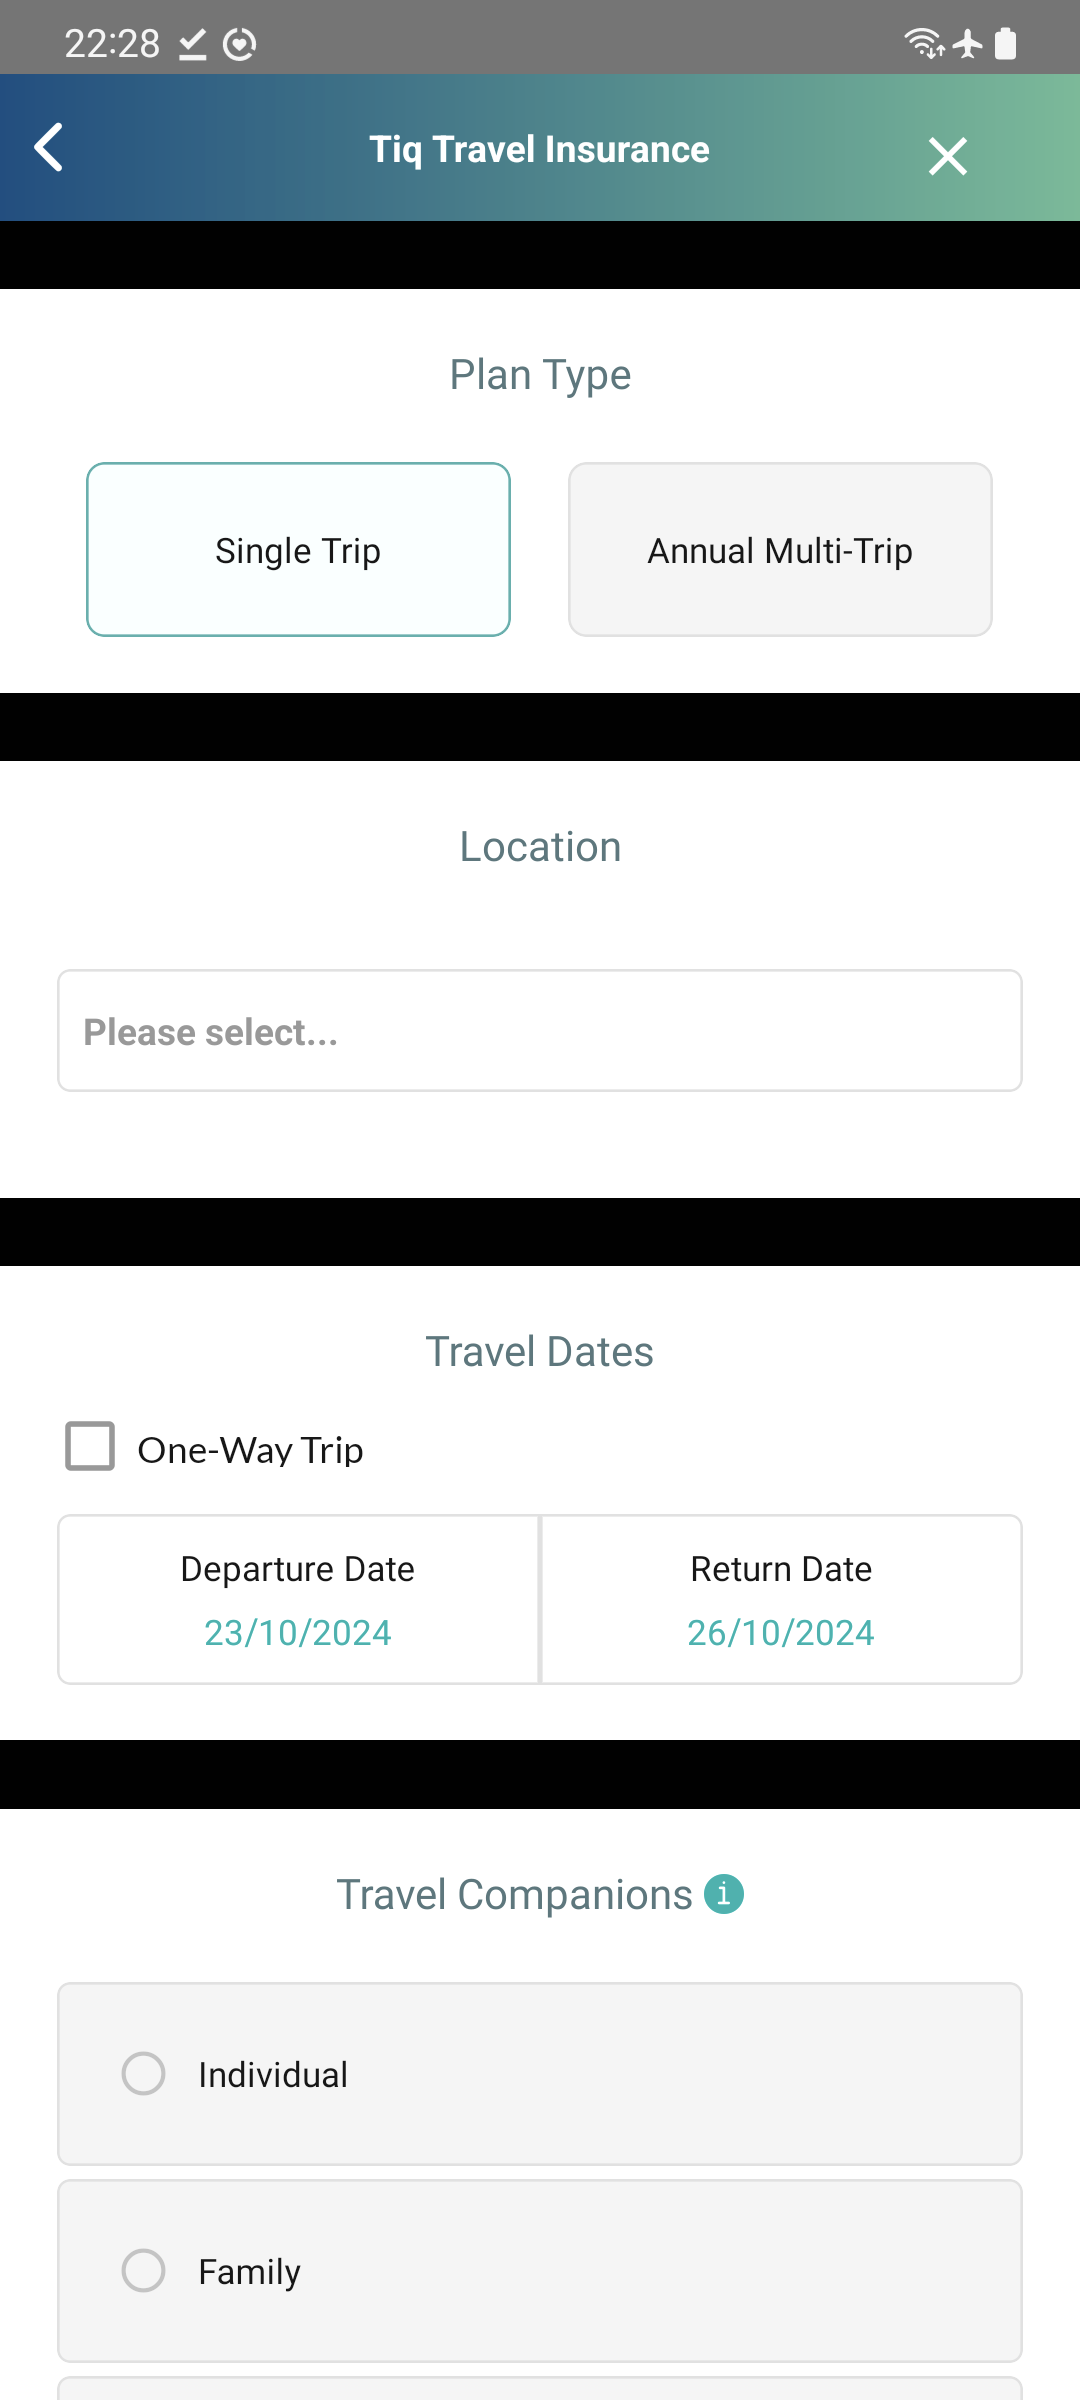 22:28
Tiq Travel Insurance
Plan Type
Single Trip
Annual Multi-Trip
Location
Please select...
Travel Dates
One-Way Trip
Departure Date
23/10/2024
Return Date
26/10/2024
Travel Companions
Individual
Family